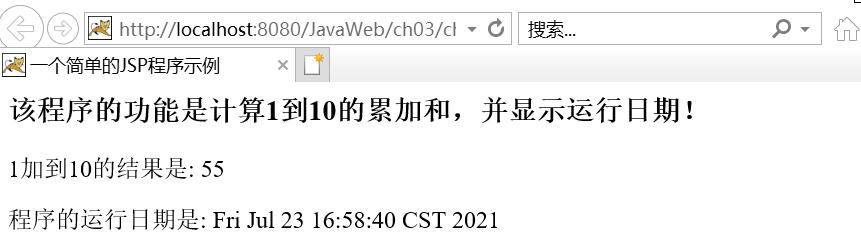 http://localhost:8080/JavaWeb/ch03/ch
搜索...
一个简单的JSP程序示例
该程序的功能是计算1到10的累加和，并显示运行日期！
1加到10的结果是: 55
程序的运行日期是: Fri Jul 23 16:58:40 CST 2021